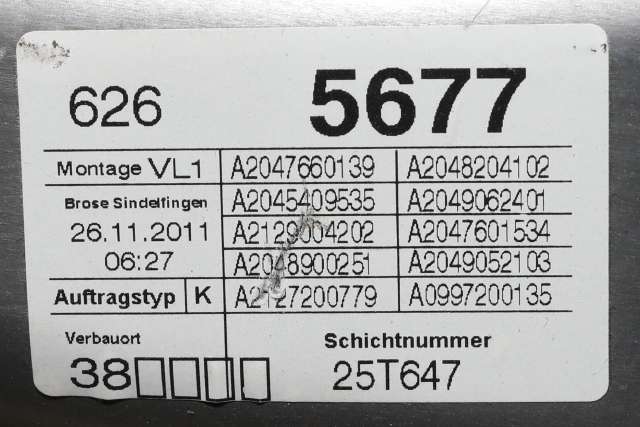 626 5677
Montage VL1 A2047660139 A2048204102
Brose Sindelfingen A2045409535 A2049062401
26.11.2011 A2129004202 A2047601534
06:27 A2048900251 A2049052103
Auftragstyp K A2127200779 A0997200135
Verbauort Schichtnummer
38□□□□ 25T647